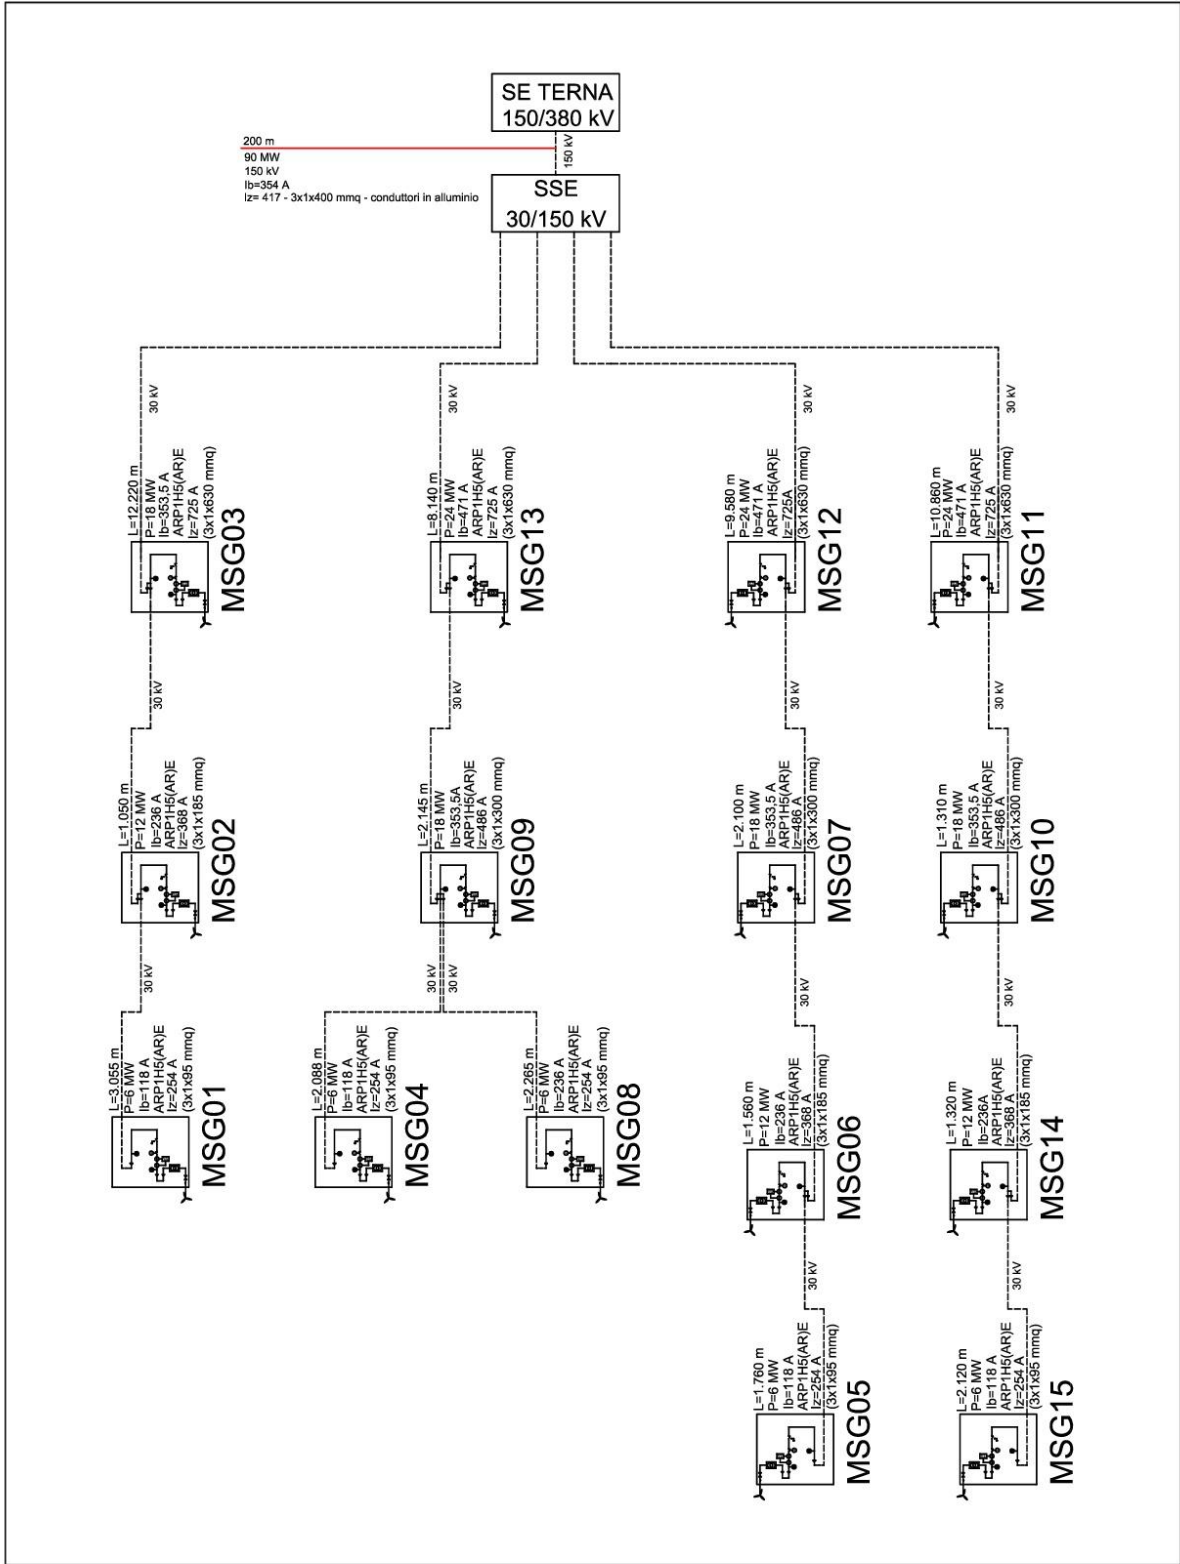 SE TERNA
150/380 kV
150 kV
200 m
90 MW
150 kV
Ib=354 A
Iz= 417 - 3x1x400 mmq - conduttori in alluminio
SSE
30/150 kV
30 kV
30 kV
30 kV
30 kV
L=12.220 m
P=18 MW
Ib=353,5 A
ARP1H5(AR)E
Iz=725 A
(3x1x630 mmq)
MSG03
L=8.140 m
P=24 MW
Ib=471 A
ARP1H5(AR)E
Iz=725 A
(3x1x630 mmq)
MSG13
L=9.580 m
P=24 MW
Ib=471 A
ARP1H5(AR)E
Iz=725A
(3x1x630 mmq)
MSG12
L=10.860 m
P=24 MW
Ib=471 A
ARP1H5(AR)E
Iz=725 A
(3x1x630 mmq)
MSG11
30 kV
30 kV
30 kV
30 kV
L=1.050 m
P=12 MW
Ib=236 A
ARP1H5(AR)E
Iz=368 A
(3x1x185 mmq)
MSG02
L=2.145 m
P=18 MW
Ib=353,5A
ARP1H5(AR)E
Iz=486 A
(3x1x300 mmq)
MSG09
L=2.100 m
P=18 MW
Ib=353,5 A
ARP1H5(AR)E
Iz=486 A
(3x1x300 mmq)
MSG07
L=1.310 m
P=18 MW
Ib=353,5 A
ARP1H5(AR)E
Iz=486 A
(3x1x300 mmq)
MSG10
30 kV
30 kV
30 kV
30 kV
30 kV
L=3.055 m
P=6 MW
Ib=118 A
ARP1H5(AR)E
Iz=254 A
(3x1x95 mmq)
MSG01
L=2.088 m
P=6 MW
Ib=118 A
ARP1H5(AR)E
Iz=254 A
(3x1x95 mmq)
MSG04
L=2.265 m
P=6 MW
Ib=236 A
ARP1H5(AR)E
Iz=254 A
(3x1x95 mmq)
MSG08
L=1.560 m
P=12 MW
Ib=236 A
ARP1H5(AR)E
Iz=368 A
(3x1x185 mmq)
MSG06
L=1.320 m
P=12 MW
Ib=236A
ARP1H5(AR)E
Iz=368 A
(3x1x185 mmq)
MSG14
30 kV
30 kV
L=1.760 m
P=6 MW
Ib=118 A
ARP1H5(AR)E
Iz=254 A
(3x1x95 mmq)
MSG05
L=2.120 m
P=6 MW
Ib=118 A
ARP1H5(AR)E
Iz=254 A
(3x1x95 mmq)
MSG15